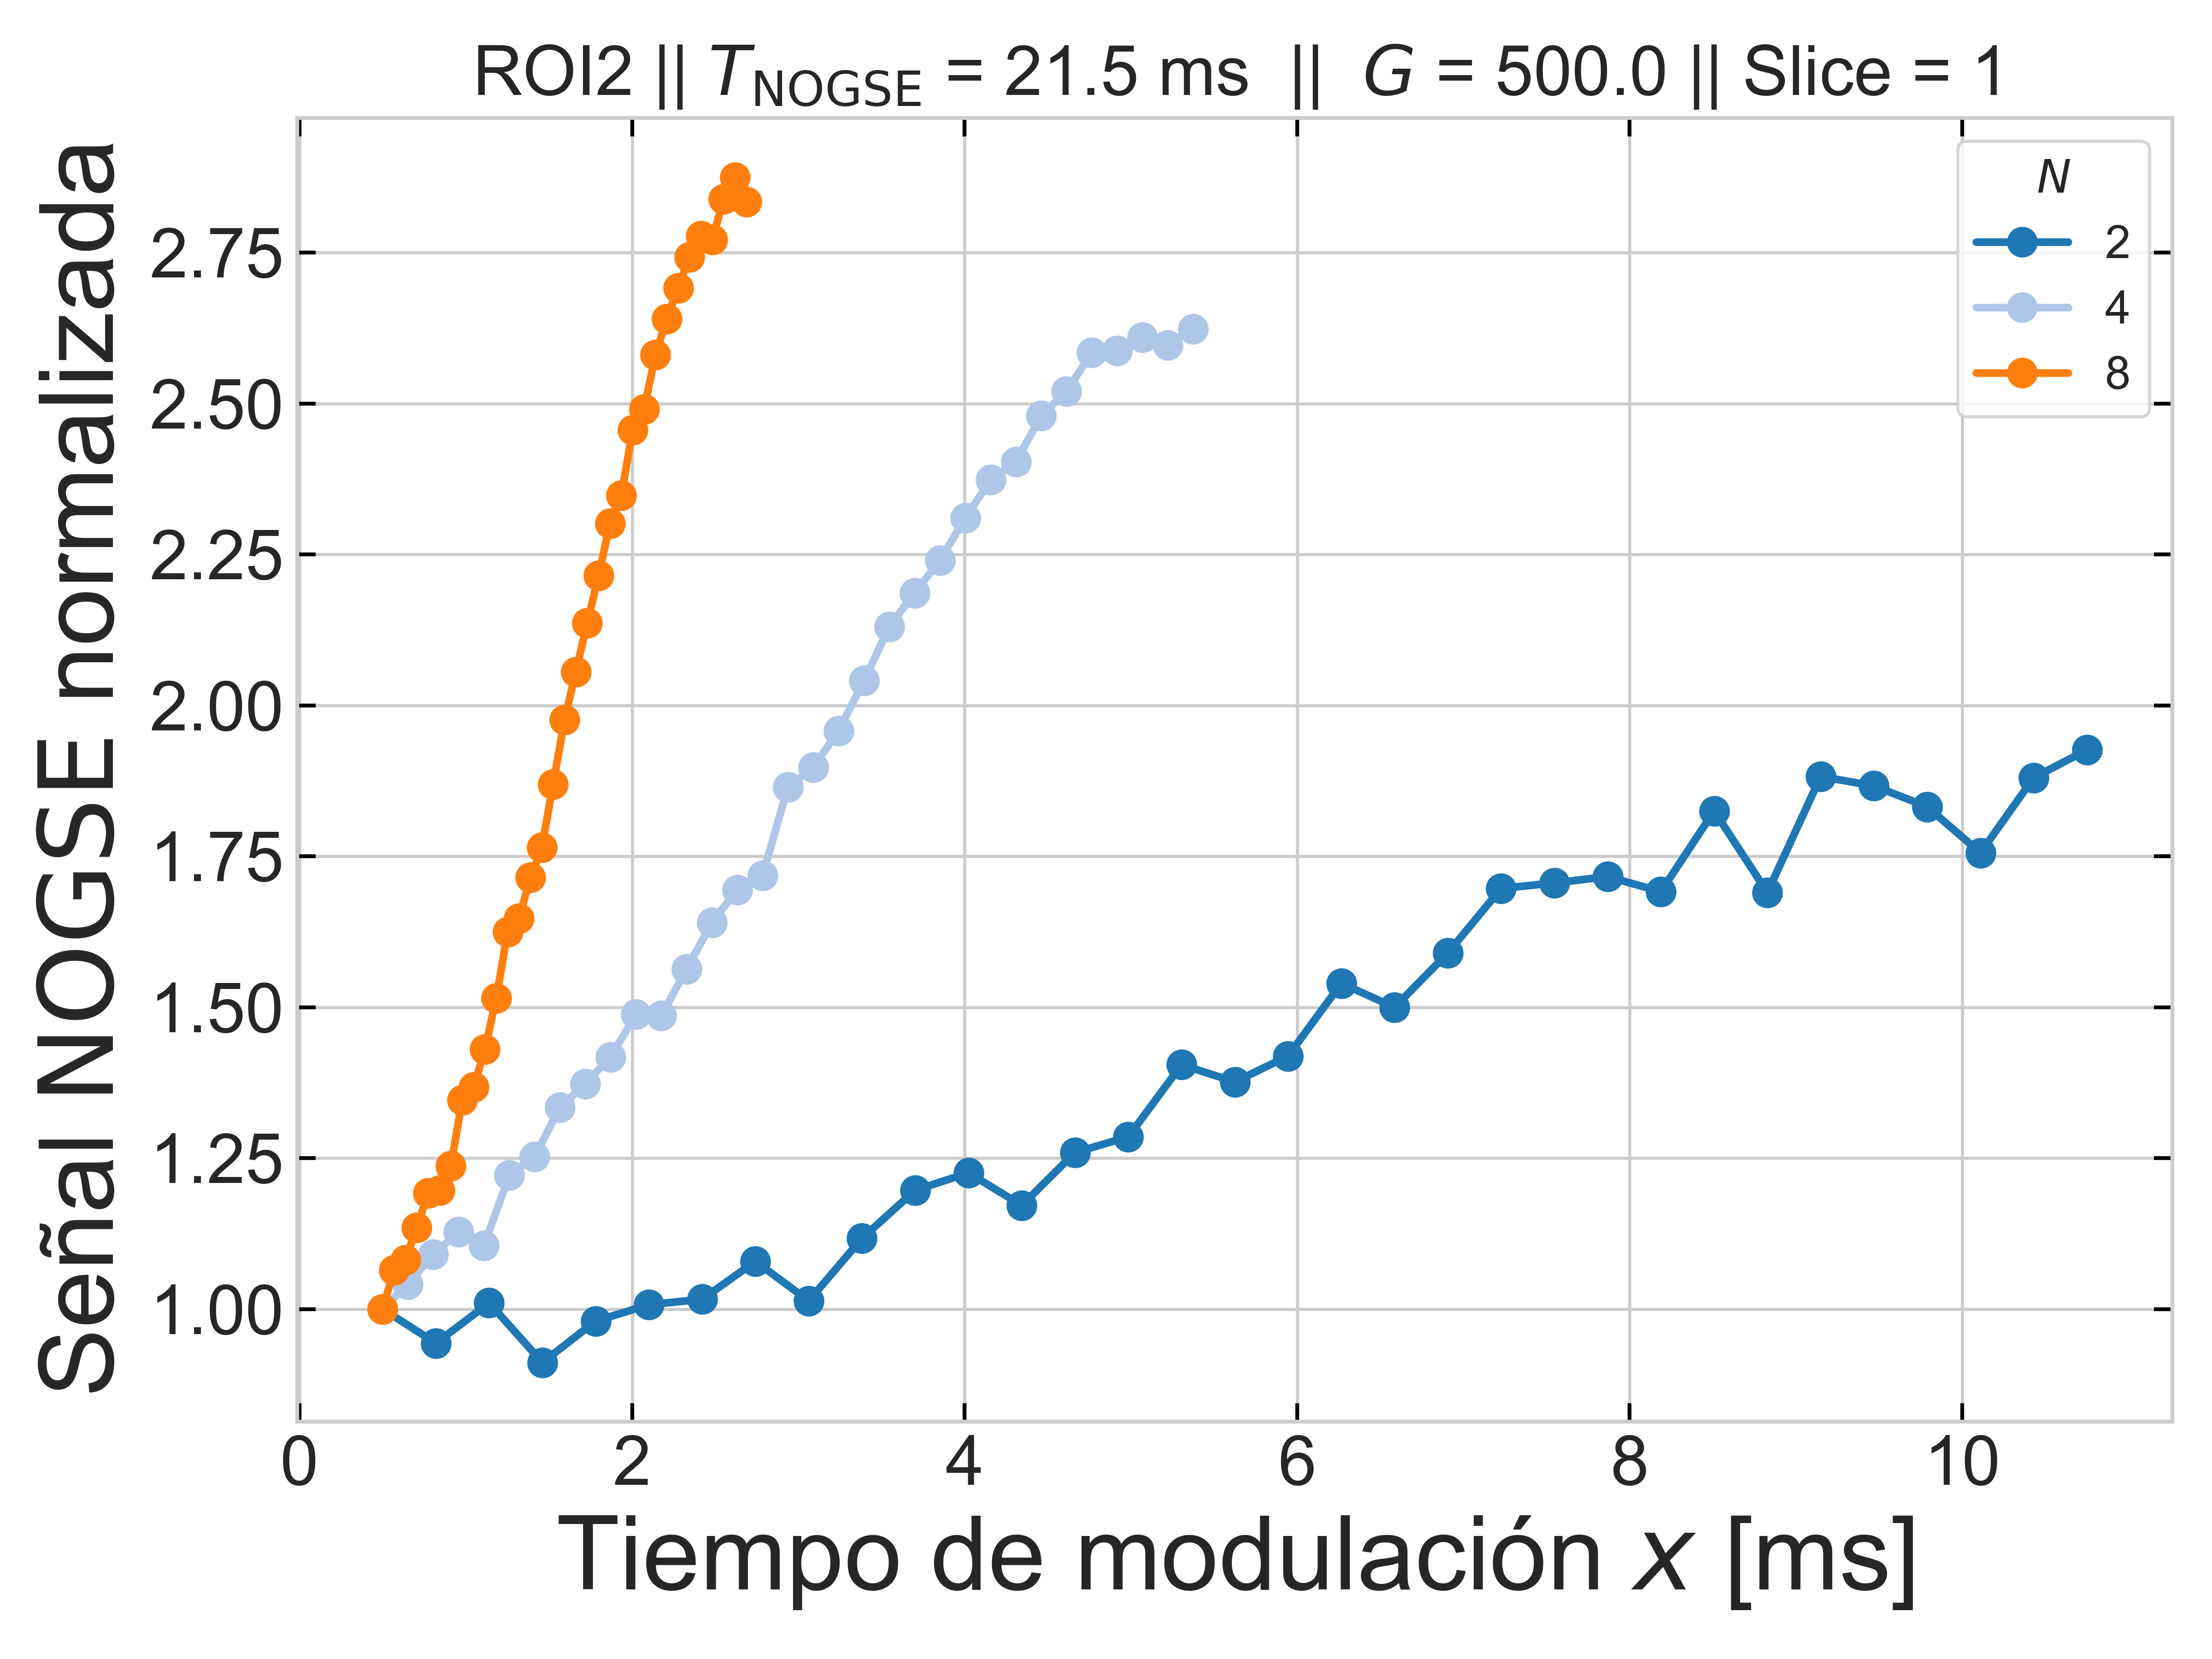 ROI2 || T_NOGSE = 21.5 ms || G = 500.0 || Slice = 1
Señal NOGSE normalizada
2.75
2.50
2.25
2.00
1.75
1.50
1.25
1.00
N
2
4
8
0 2 4 6 8 10
Tiempo de modulación x [ms]